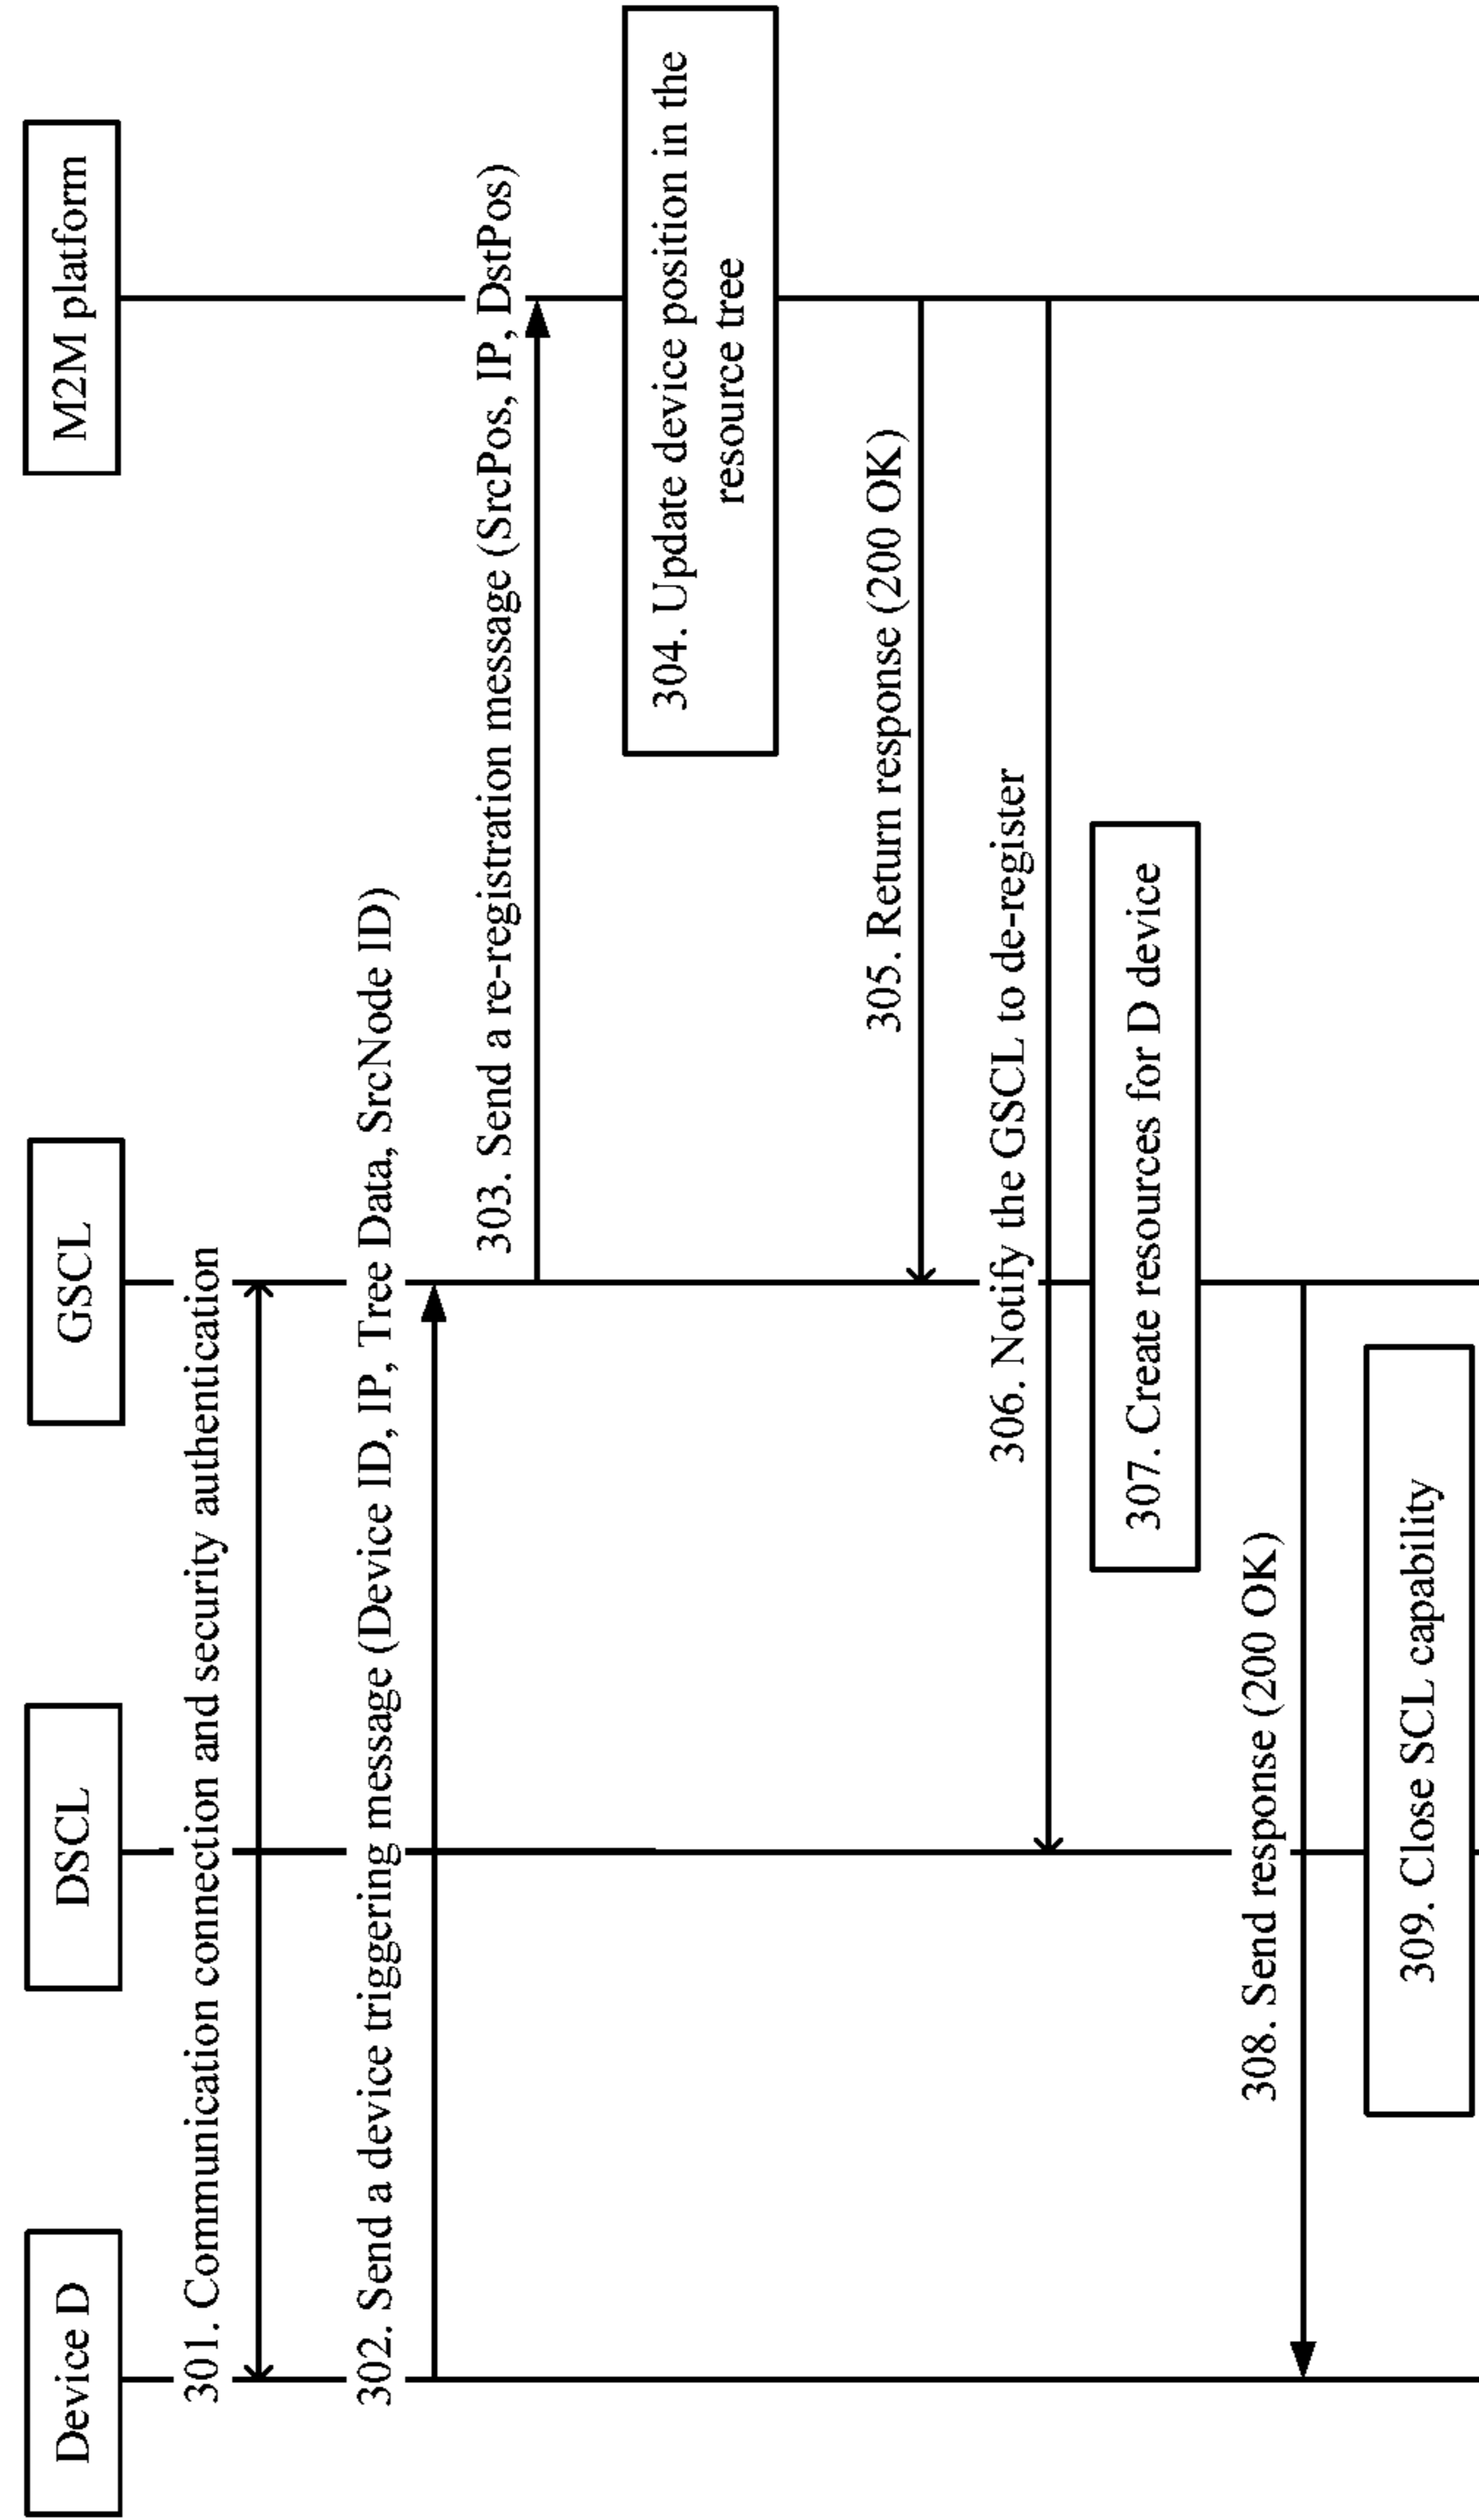 Device D
DSCL
GSCL
M2M platform
301. Communication connection and security authentication
302. Send a device triggering message (Device ID, IP, Tree Data, SrcNode ID)
303. Send a re-registration message (SrcPos, IP, DstPos)
304. Update device position in the
resource tree
305. Return response (200 OK)
306. Notify the GSCL to de-register
307. Create resources for D device
308. Send response (200 OK)
309. Close SCL capability